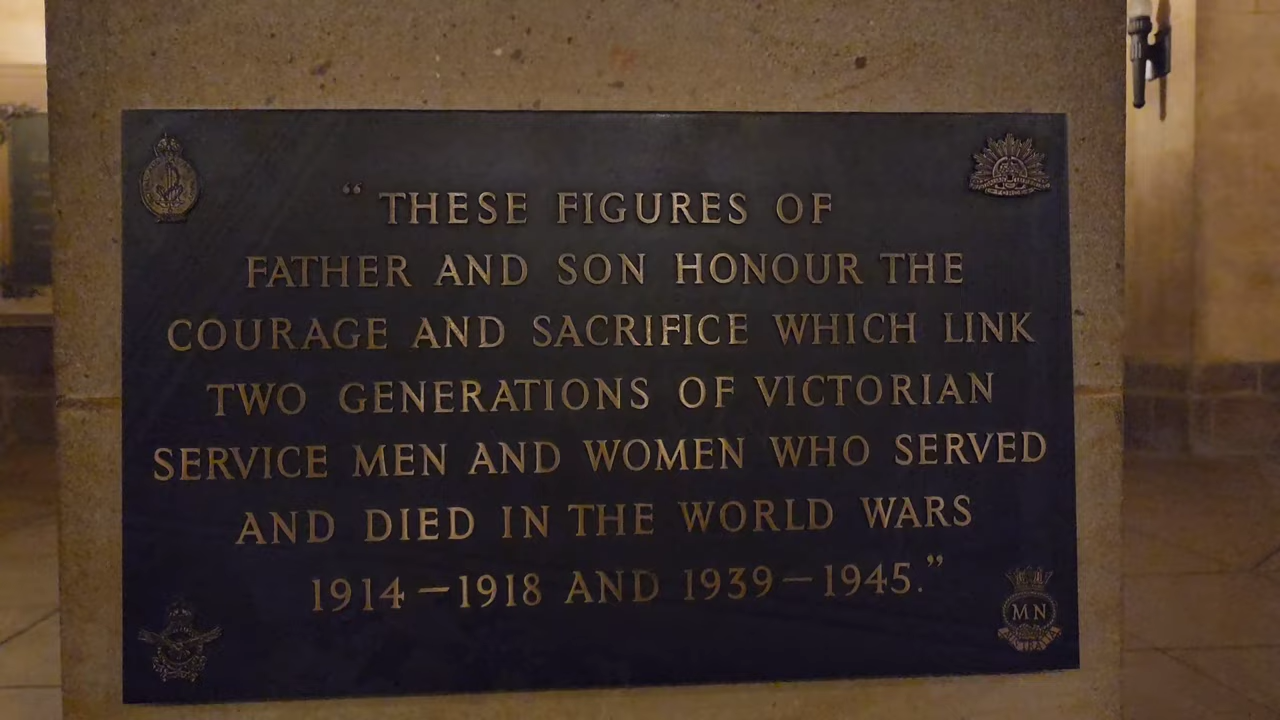 “ THESE FIGURES OF
FATHER AND SON HONOUR THE
COURAGE AND SACRIFICE WHICH LINK
TWO GENERATIONS OF VICTORIAN
SERVICE MEN AND WOMEN WHO SERVED
AND DIED IN THE WORLD WARS
1914 – 1918 AND 1939 – 1945.”
MN